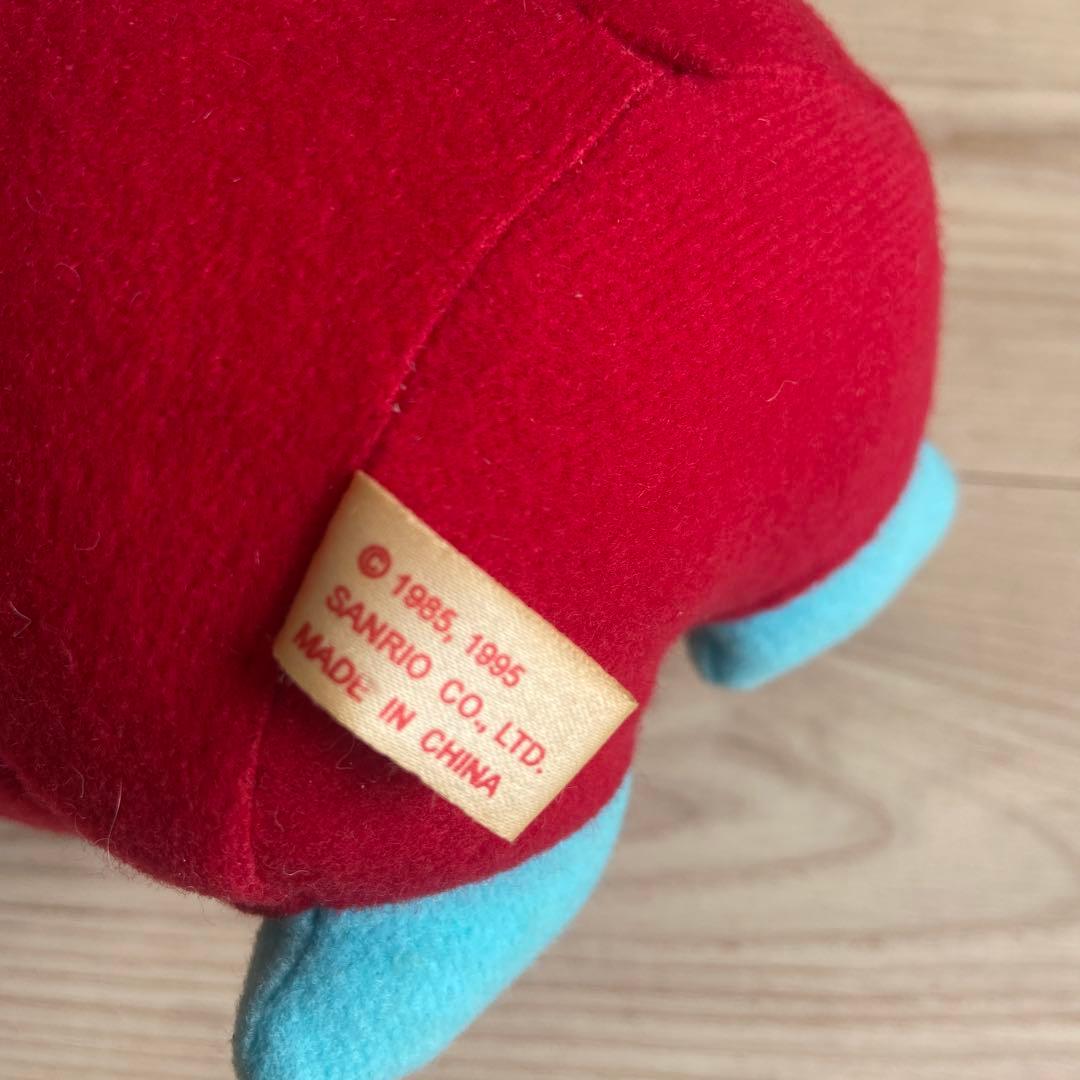 © 1985, 1995
SANRIO CO., LTD.
MADE IN CHINA